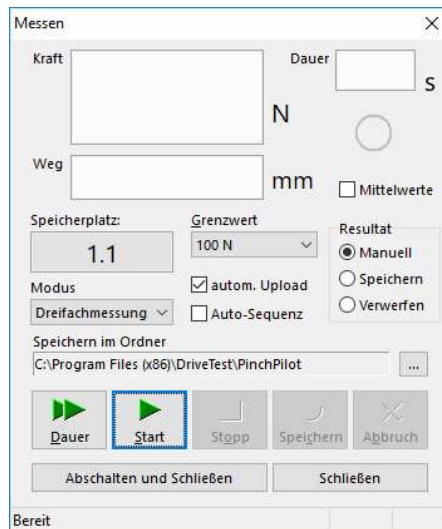 Messen
Kraft
Dauer
s
N
Weg
mm
Mittelwerte
Speicherplatz:
Grenzwert
Resultat
1.1
100 N
Manuell
Modus
autom. Upload
Speichern
Dreifachmessung
Auto-Sequenz
Verwerfen
Speichern im Ordner
C:\Program Files (x86)\DriveTest\PinchPilot
...
Dauer
Start
Stopp
Speichern
Abbruch
Abschalten und Schließen
Schließen
Bereit